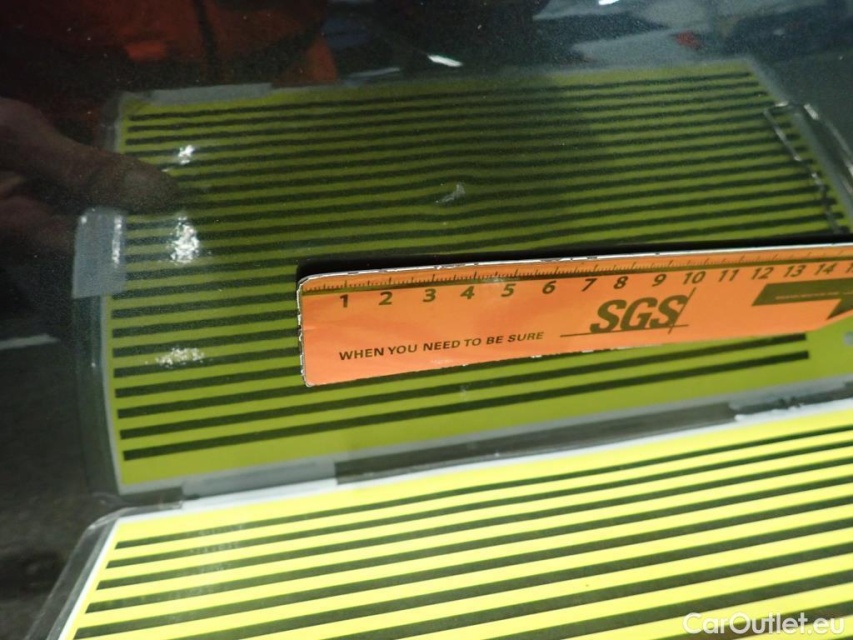 1 2 3 4 5 6 7 8 9 10 11 12 13 14
SGS
WHEN YOU NEED TO BE SURE
CarOutlet.eu